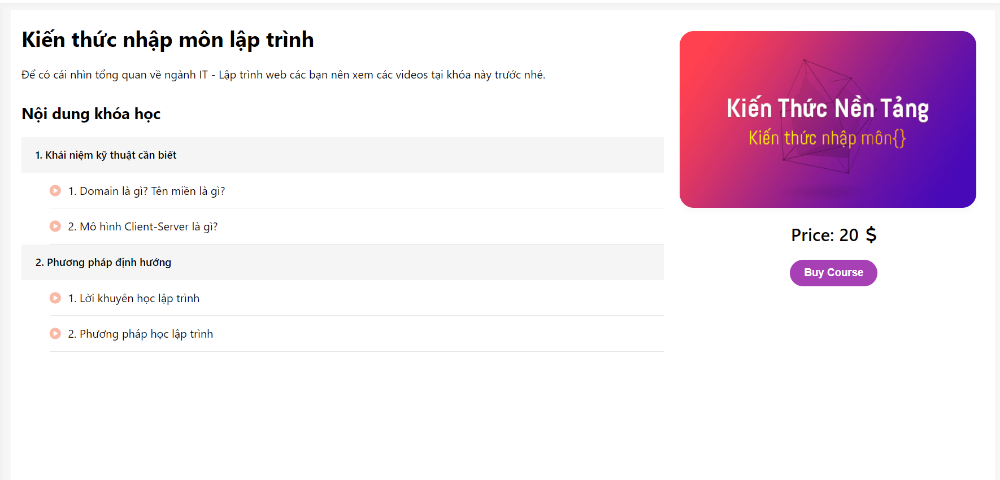 Kiến thức nhập môn lập trình
Để có cái nhìn tổng quan về ngành IT - Lập trình web các bạn nên xem các videos tại khóa này trước nhé.
Nội dung khóa học
1. Khái niệm kỹ thuật cần biết
1. Domain là gì? Tên miền là gì?
2. Mô hình Client-Server là gì?
2. Phương pháp định hướng
1. Lời khuyên học lập trình
2. Phương pháp học lập trình
Kiến Thức Nền Tảng
Kiến thức nhập môn{}
Price: 20 $
Buy Course